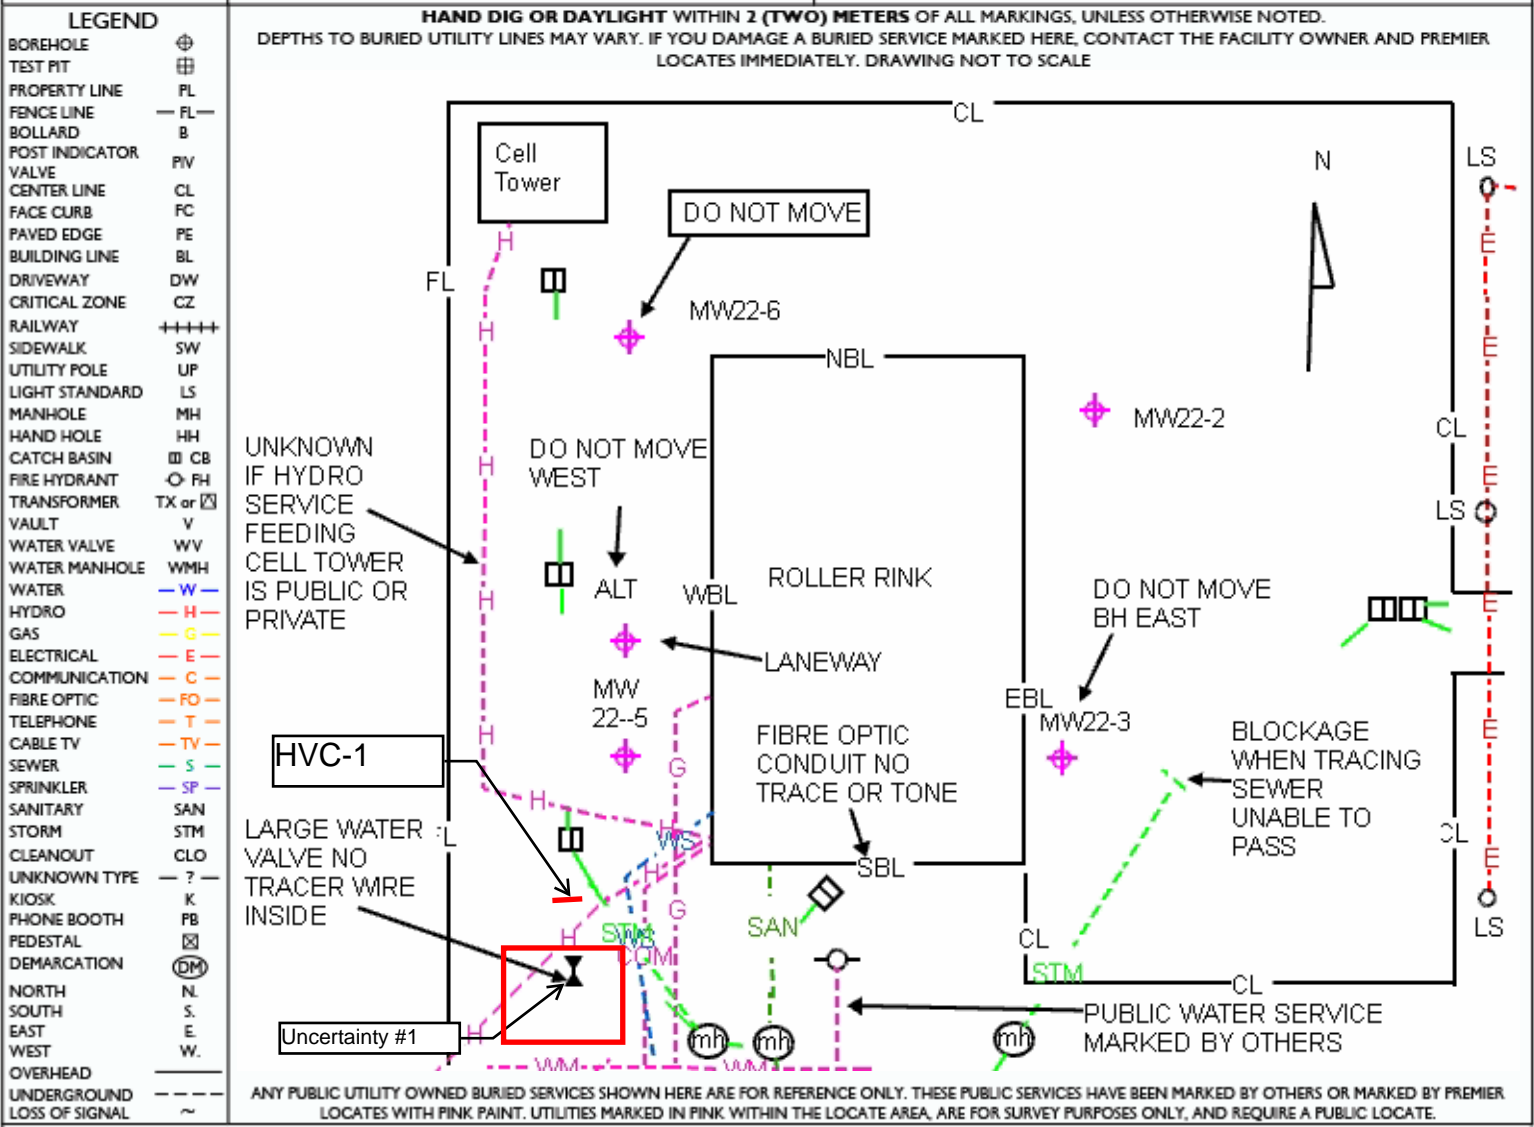 HAND DIG OR DAYLIGHT WITHIN 2 (TWO) METERS OF ALL MARKINGS, UNLESS OTHERWISE NOTED.
DEPTHS TO BURIED UTILITY LINES MAY VARY. IF YOU DAMAGE A BURIED SERVICE MARKED HERE, CONTACT THE FACILITY OWNER AND PREMIER
LOCATES IMMEDIATELY. DRAWING NOT TO SCALE
LEGEND
BOREHOLE
TEST PIT
PROPERTY LINE PL
FENCE LINE — FL —
BOLLARD B
POST INDICATOR
VALVE PIV
CENTER LINE CL
FACE CURB FC
PAVED EDGE PE
BUILDING LINE BL
DRIVEWAY DW
CRITICAL ZONE CZ
RAILWAY +++++
SIDEWALK SW
UTILITY POLE UP
LIGHT STANDARD LS
MANHOLE MH
HAND HOLE HH
CATCH BASIN CB
FIRE HYDRANT FH
TRANSFORMER TX or
VAULT V
WATER VALVE WV
WATER MANHOLE WMH
WATER — W —
HYDRO — H —
GAS — G —
ELECTRICAL — E —
COMMUNICATION — C —
FIBRE OPTIC — FO —
TELEPHONE — T —
CABLE TV — TV —
SEWER — S —
SPRINKLER — SP —
SANITARY SAN
STORM STM
CLEANOUT CLO
UNKNOWN TYPE — ? —
KIOSK K
PHONE BOOTH PB
PEDESTAL
DEMARCATION DM
NORTH N.
SOUTH S.
EAST E.
WEST W.
OVERHEAD
UNDERGROUND
LOSS OF SIGNAL ~
CL
Cell
Tower
DO NOT MOVE
N
LS
H
E
FL
MW22-6
H
NBL
E
MW22-2
CL
UNKNOWN
IF HYDRO
SERVICE
FEEDING
CELL TOWER
IS PUBLIC OR
PRIVATE
H
DO NOT MOVE
WEST
E
LS
ALT
WBL
ROLLER RINK
DO NOT MOVE
BH EAST
H
E
LANEWAY
MW
22--5
EBL
MW22-3
H
G
FIBRE OPTIC
CONDUIT NO
TRACE OR TONE
BLOCKAGE
WHEN TRACING
SEWER
UNABLE TO
PASS
E
HVC-1
H
H
WS
CL
LARGE WATER
VALVE NO
TRACER WIRE
INSIDE
L
H
SBL
E
G
SAN
LS
H
STM
WS
COM
CL
STM
CL
Uncertainty #1
H
mh
mh
mh
PUBLIC WATER SERVICE
MARKED BY OTHERS
WM
WM
ANY PUBLIC UTILITY OWNED BURIED SERVICES SHOWN HERE ARE FOR REFERENCE ONLY. THESE PUBLIC SERVICES HAVE BEEN MARKED BY OTHERS OR MARKED BY PREMIER
LOCATES WITH PINK PAINT. UTILITIES MARKED IN PINK WITHIN THE LOCATE AREA, ARE FOR SURVEY PURPOSES ONLY, AND REQUIRE A PUBLIC LOCATE.